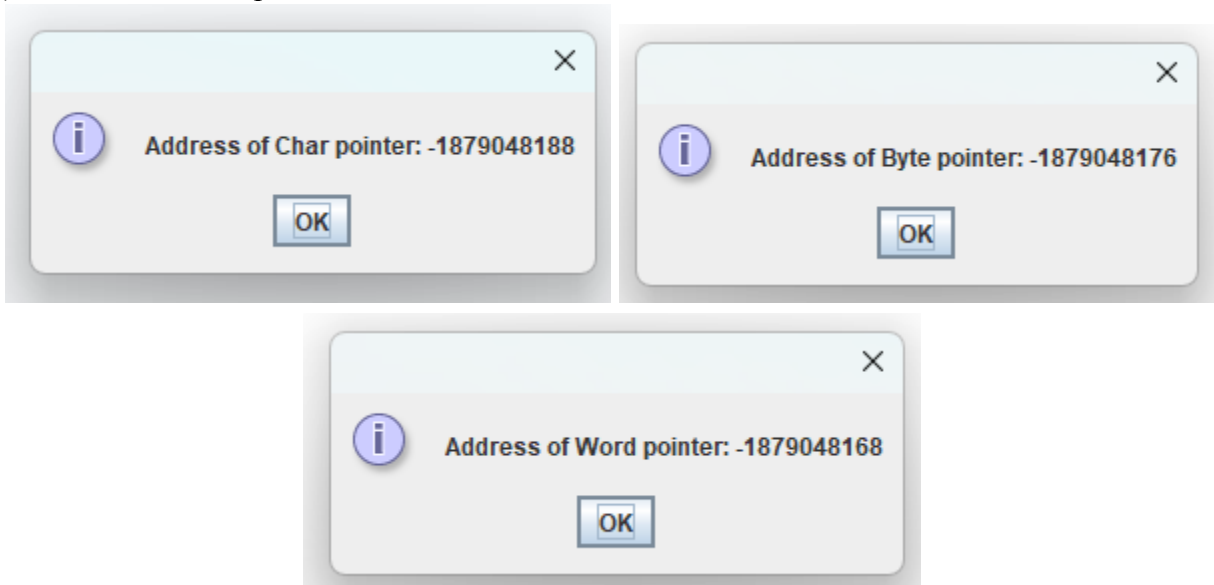 Address of Char pointer: -1879048188
OK
Address of Byte pointer: -1879048176
OK
Address of Word pointer: -1879048168
OK